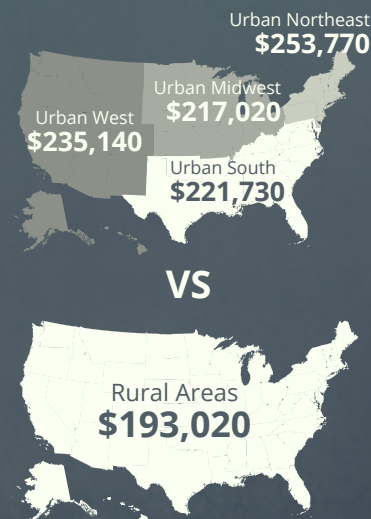 Urban Northeast
$253,770
Urban Midwest
$217,020
Urban West
$235,140
Urban South
$221,730
VS
Rural Areas
$193,020